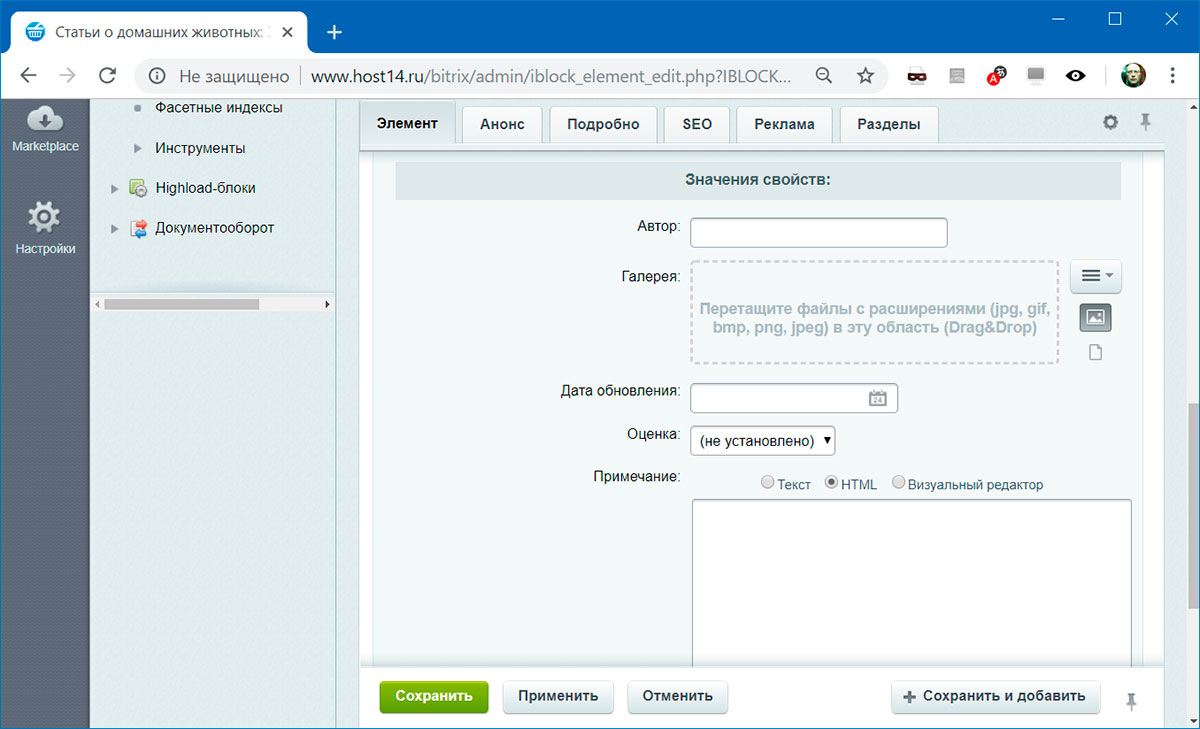 Статьи о домашних животных:
Не защищено
www.host14.ru/bitrix/admin/iblock_element_edit.php?IBLOCK...
Marketplace
Настройки
Фасетные индексы
Инструменты
Highload-блоки
Документооборот
Элемент
Анонс
Подробно
SEO
Реклама
Разделы
Значения свойств:
Автор:
Галерея:
Перетащите файлы с расширениями (jpg, gif,
bmp, png, jpeg) в эту область (Drag&Drop)
Дата обновления:
24
Оценка:
(не установлено)
Примечание:
Текст
HTML
Визуальный редактор
Сохранить
Применить
Отменить
Сохранить и добавить